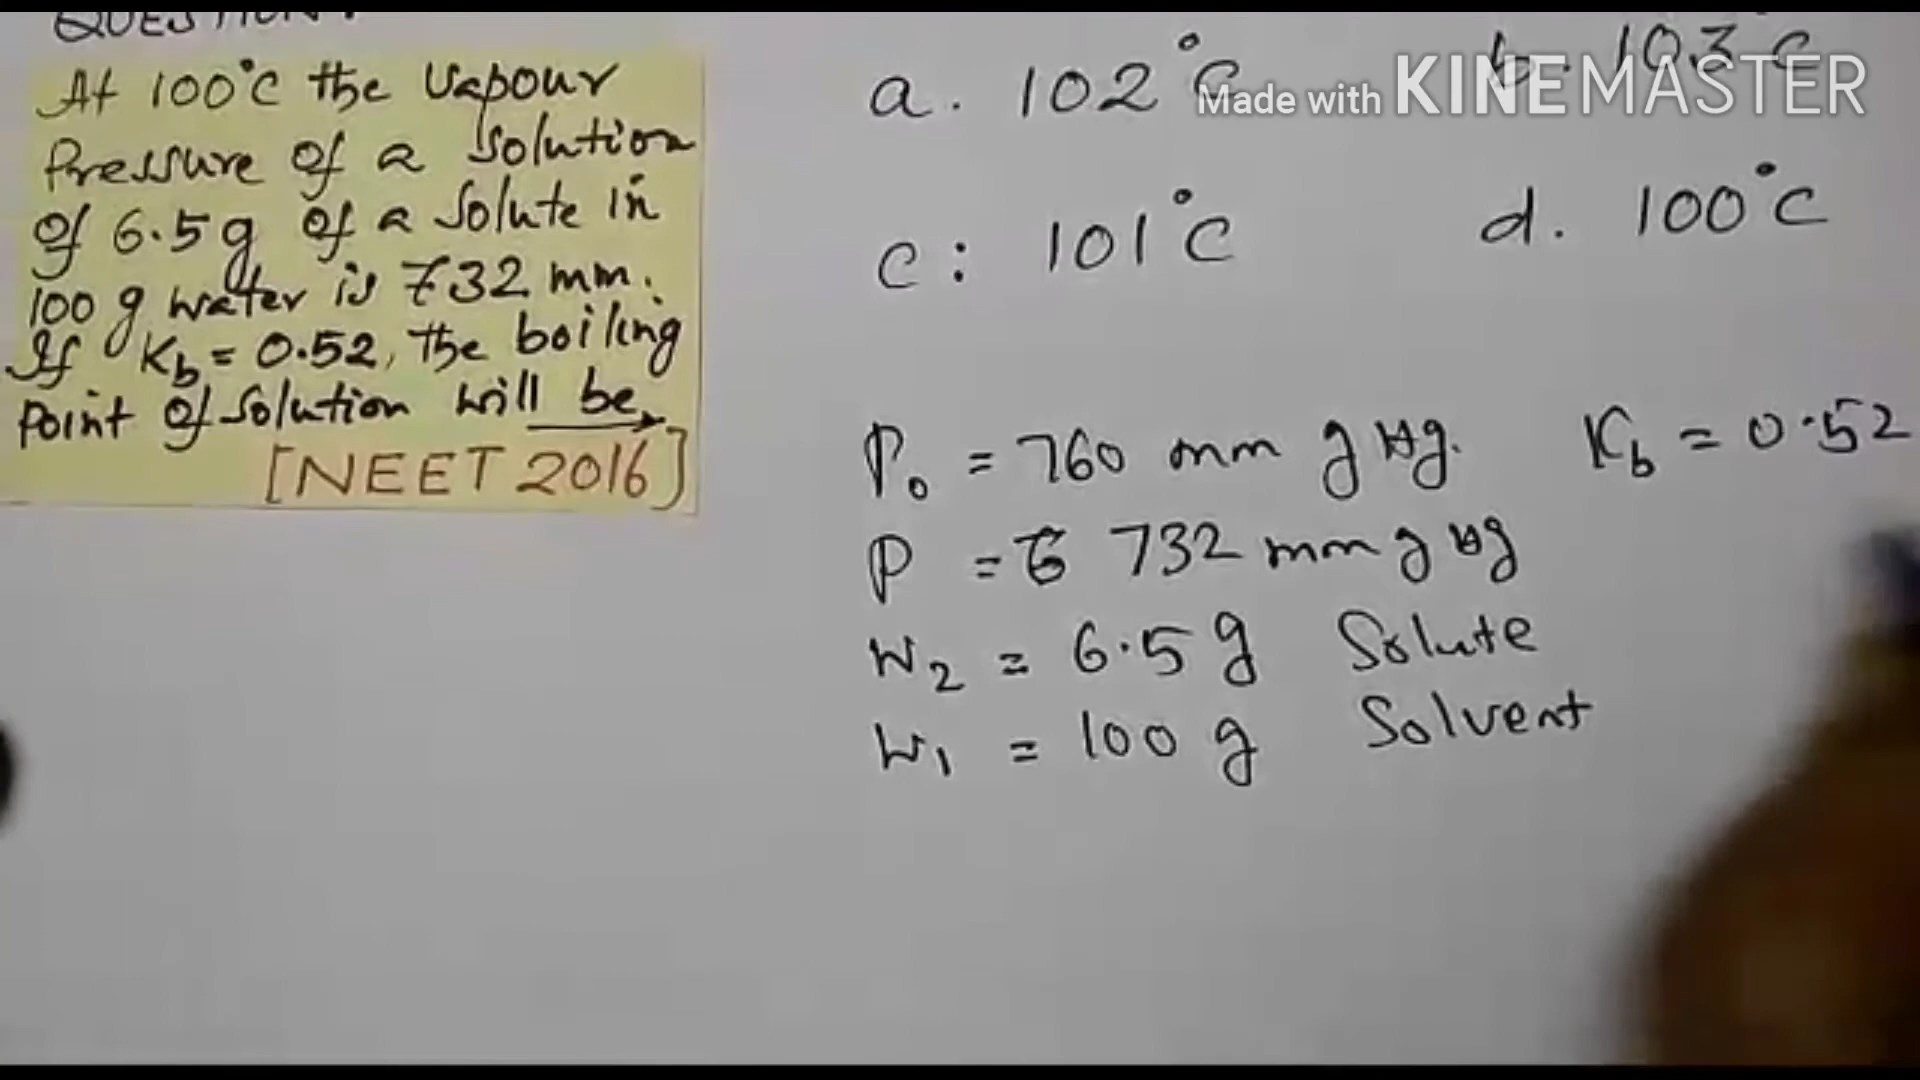 QUESTION:
At 100°C the Vapour
Pressure of a Solution
of 6.5g of a Solute in
100 g water is 732 mm.
If Kb = 0.52, the boiling
Point of Solution will be
[NEET 2016]
a. 102°C b. 103°C
Made with KINEMASTER
c: 101°C d. 100°C
P₀ = 760 mm g Hg. Kb = 0.52
P = 732 mm g Hg
W₂ = 6.5 g Solute
W₁ = 100 g Solvent